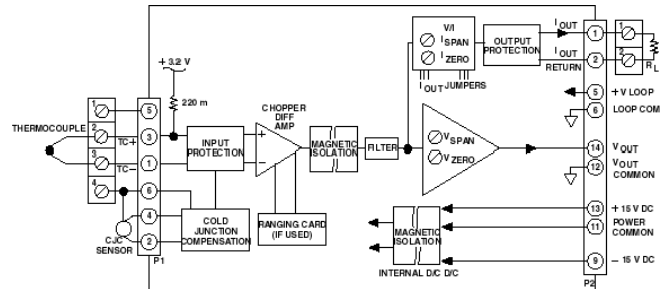 + 3.2 V
220 m
THERMOCOUPLE
1
2
3
4
TC+
TC−
5
3
1
6
4
2
CJC
SENSOR
P1
INPUT
PROTECTION
COLD
JUNCTION
COMPENSATION
CHOPPER
DIFF
AMP
+
−
RANGING CARD
(IF USED)
MAGNETIC
ISOLATION
FILTER
V/I
I SPAN
I ZERO
I OUT JUMPERS
OUTPUT
PROTECTION
V SPAN
V ZERO
MAGNETIC
ISOLATION
INTERNAL D/C D/C
I OUT
I OUT
RETURN
1
2
5
6
14
12
13
11
9
P2
1
2
R L
+ V LOOP
LOOP COM
V OUT
V OUT
COMMON
+ 15 V DC
POWER
COMMON
− 15 V DC